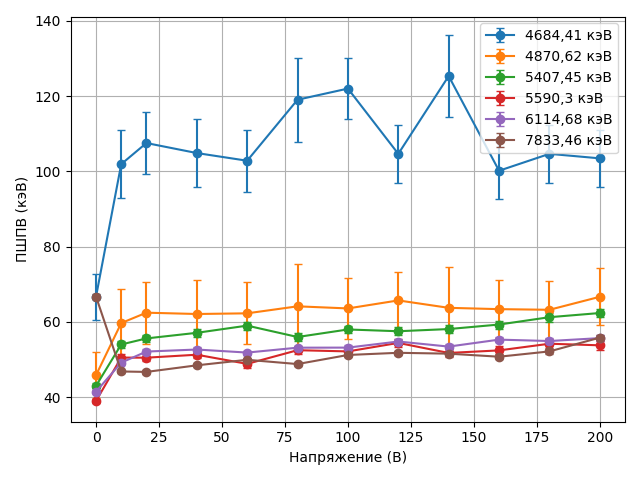 140
120
100
80
60
40
ПШПВ (кэВ)
4684,41 кэВ
4870,62 кэВ
5407,45 кэВ
5590,3 кэВ
6114,68 кэВ
7833,46 кэВ
0 25 50 75 100 125 150 175 200
Напряжение (В)